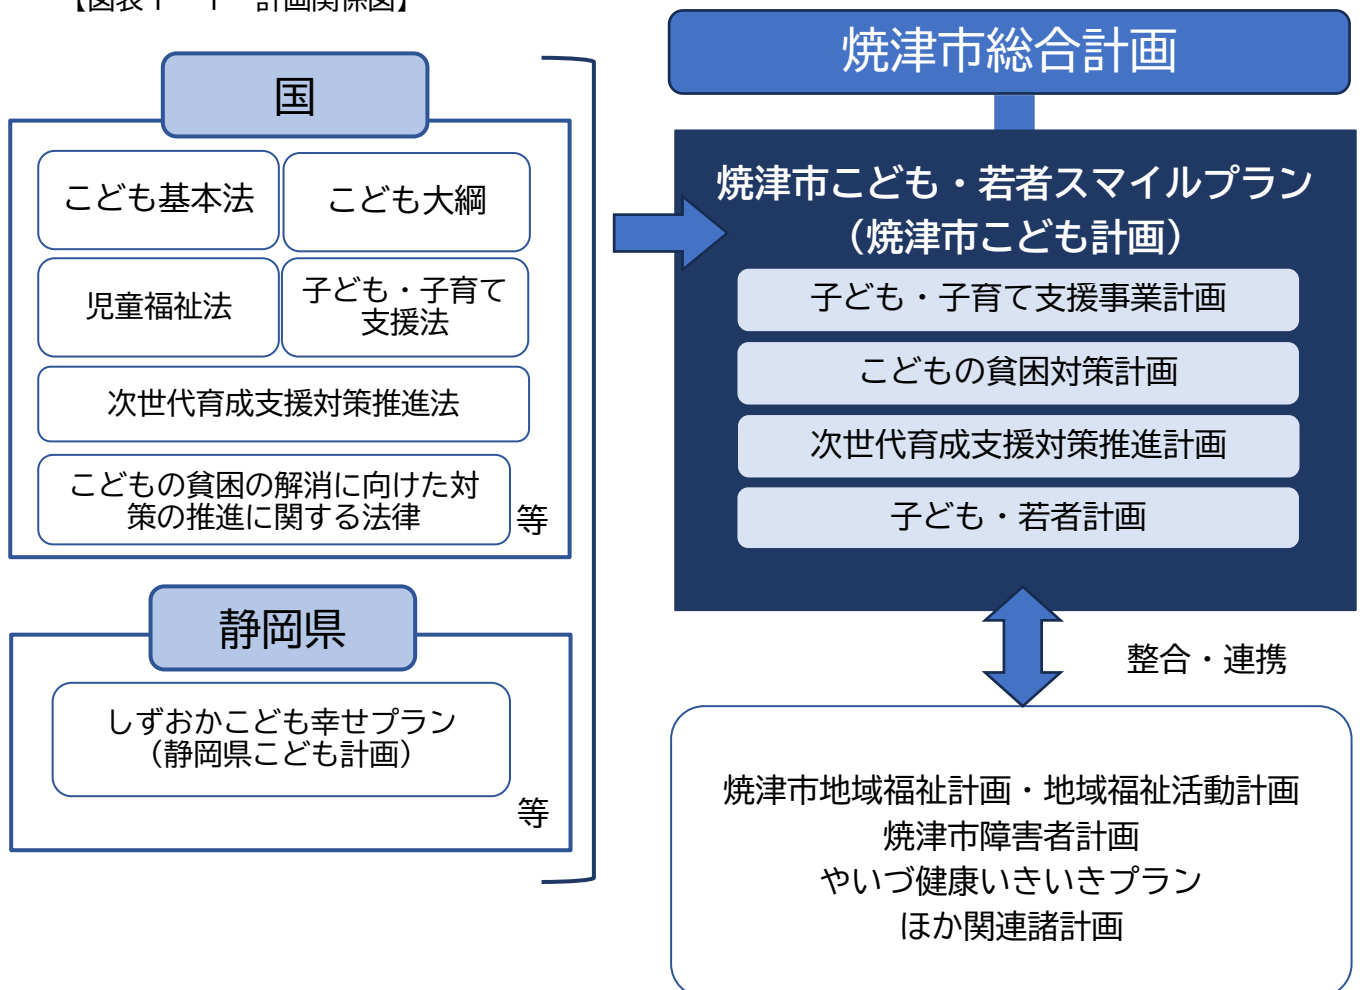 【図表1－1 計画関係図】
国
こども基本法
こども大綱
児童福祉法
子ども・子育て
支援法
次世代育成支援対策推進法
こどもの貧困の解消に向けた対
策の推進に関する法律
等
静岡県
しずおかこども幸せプラン
（静岡県こども計画）
等
焼津市総合計画
焼津市こども・若者スマイルプラン
（焼津市こども計画）
子ども・子育て支援事業計画
こどもの貧困対策計画
次世代育成支援対策推進計画
子ども・若者計画
整合・連携
焼津市地域福祉計画・地域福祉活動計画
焼津市障害者計画
やいづ健康いきいきプラン
ほか関連諸計画